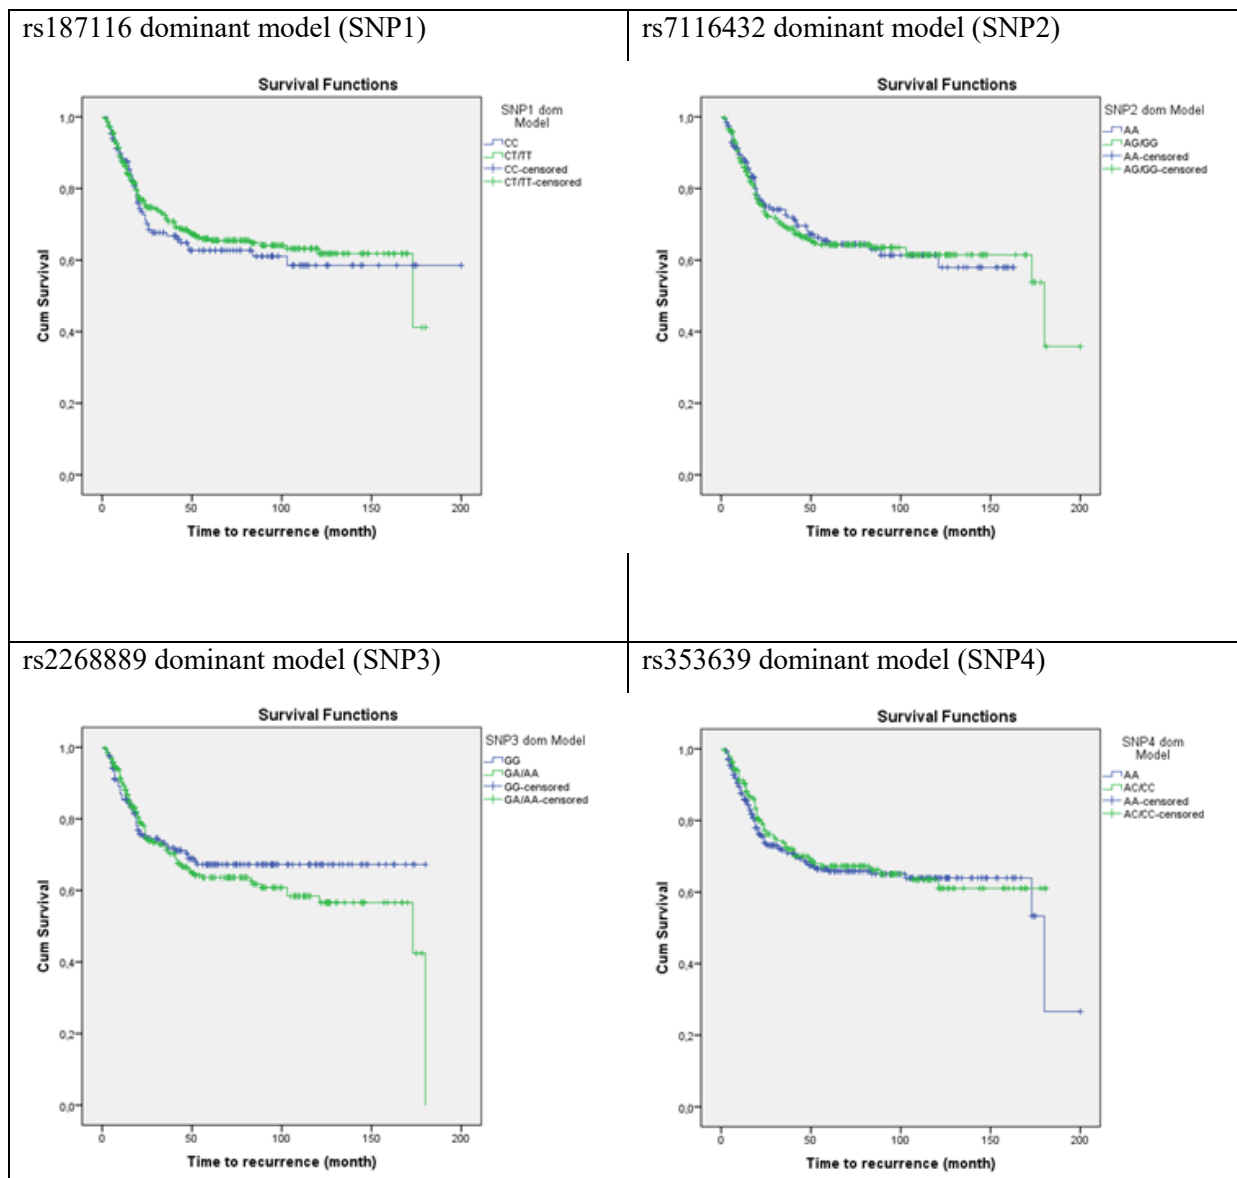 rs187116 dominant model (SNP1)
Survival Functions
SNP1 dom
Model
CC
CT/TT
CC-censored
CT/TT-censored
Cum Survival
1,0
0,8
0,6
0,4
0,2
0,0
0 50 100 150 200
Time to recurrence (month)
rs7116432 dominant model (SNP2)
Survival Functions
SNP2 dom Model
AA
AG/GG
AA-censored
AG/GG-censored
Cum Survival
1,0
0,8
0,6
0,4
0,2
0,0
0 50 100 150 200
Time to recurrence (month)
rs2268889 dominant model (SNP3)
Survival Functions
SNP3 dom Model
GG
GA/AA
GG-censored
GA/AA-censored
Cum Survival
1,0
0,8
0,6
0,4
0,2
0,0
0 50 100 150 200
Time to recurrence (month)
rs353639 dominant model (SNP4)
Survival Functions
SNP4 dom
Model
AA
AC/CC
AA-censored
AC/CC-censored
Cum Survival
1,0
0,8
0,6
0,4
0,2
0,0
0 50 100 150 200
Time to recurrence (month)